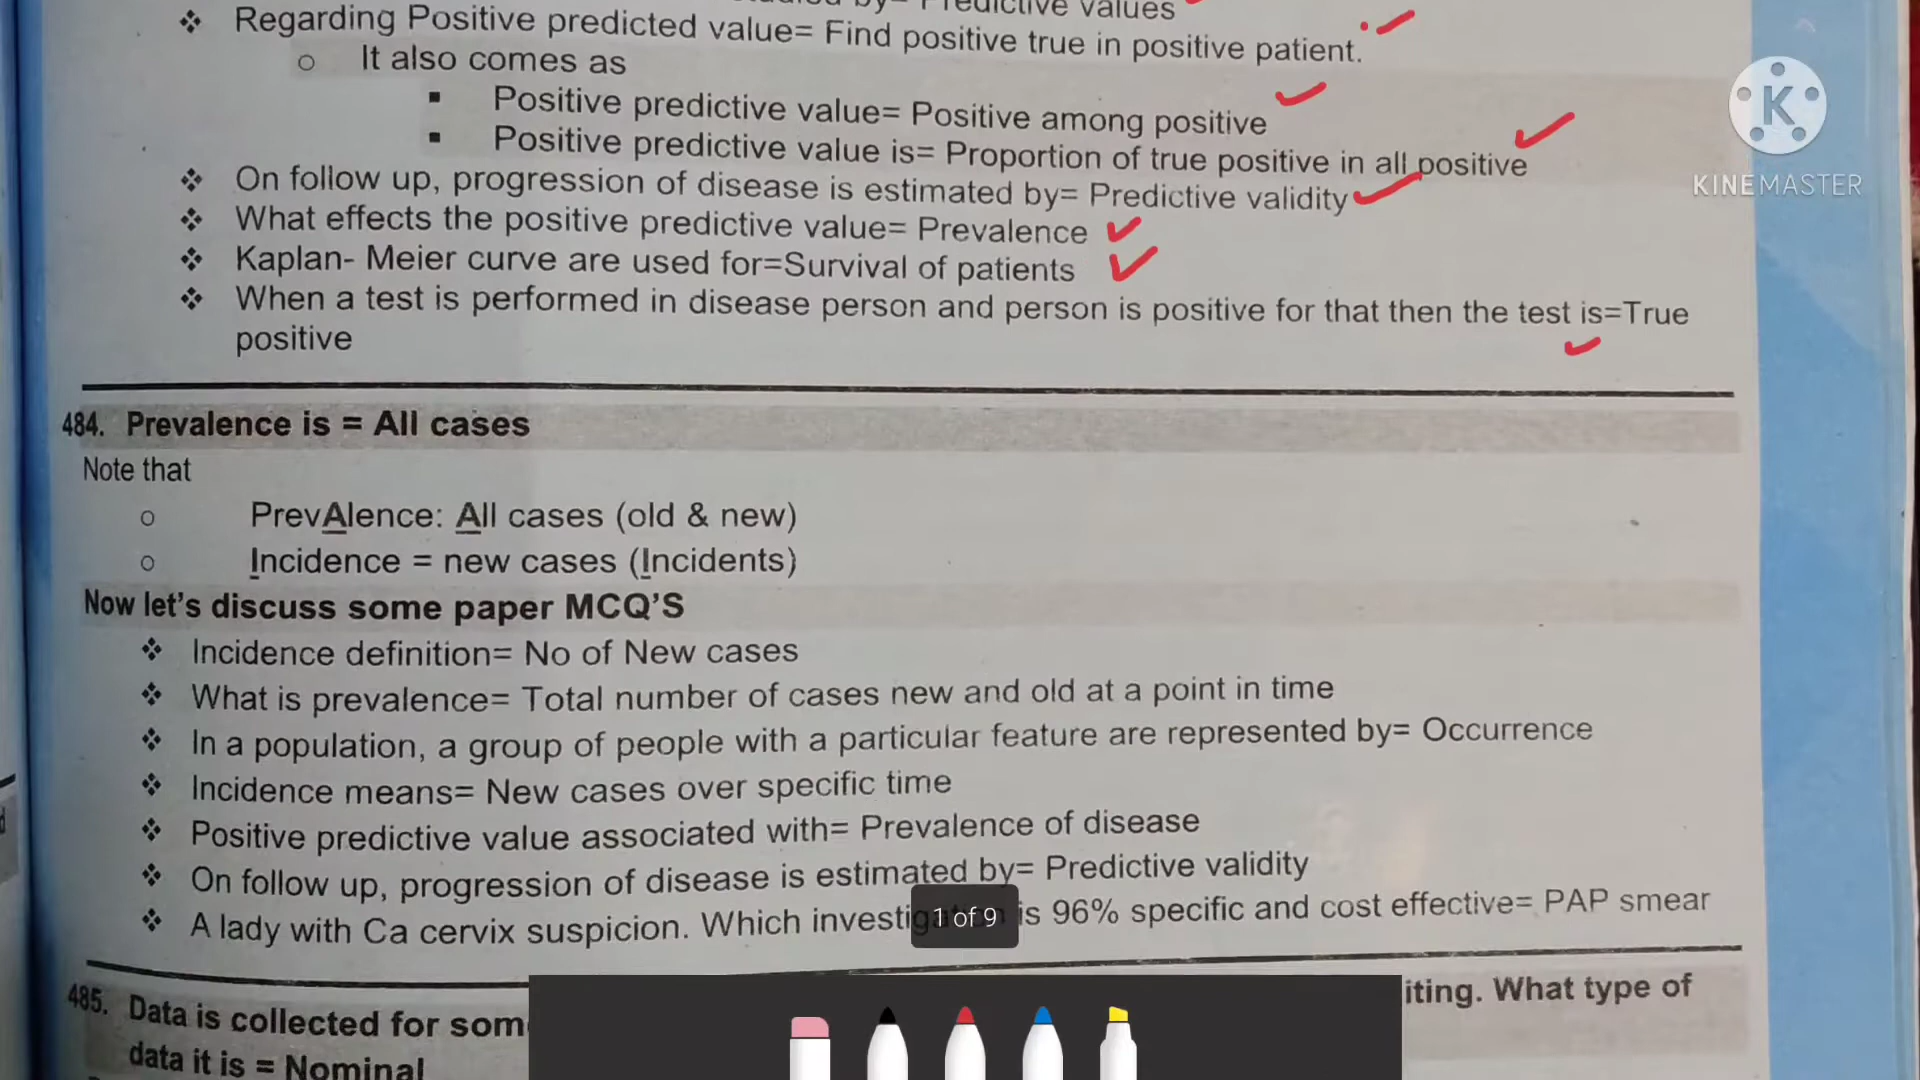 by= Predictive values
❖ Regarding Positive predicted value= Find positive true in positive patient.
o It also comes as
▪ Positive predictive value= Positive among positive
▪ Positive predictive value is= Proportion of true positive in all positive
❖ On follow up, progression of disease is estimated by= Predictive validity
❖ What effects the positive predictive value= Prevalence
❖ Kaplan- Meier curve are used for=Survival of patients
❖ When a test is performed in disease person and person is positive for that then the test is=True
positive
K
KINEMASTER
484. Prevalence is = All cases
Note that
o PrevAlence: All cases (old & new)
o Incidence = new cases (Incidents)
Now let's discuss some paper MCQ'S
❖ Incidence definition= No of New cases
❖ What is prevalence= Total number of cases new and old at a point in time
❖ In a population, a group of people with a particular feature are represented by= Occurrence
❖ Incidence means= New cases over specific time
❖ Positive predictive value associated with= Prevalence of disease
❖ On follow up, progression of disease is estimated by= Predictive validity
❖ A lady with Ca cervix suspicion. Which is 96% specific and cost effective= PAP smear
1 of 9
485. Data is collected for What type of
data it is = Nominal